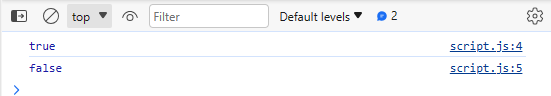 top ▼ Filter Default levels ▼ 2
true script.js:4
false script.js:5
>